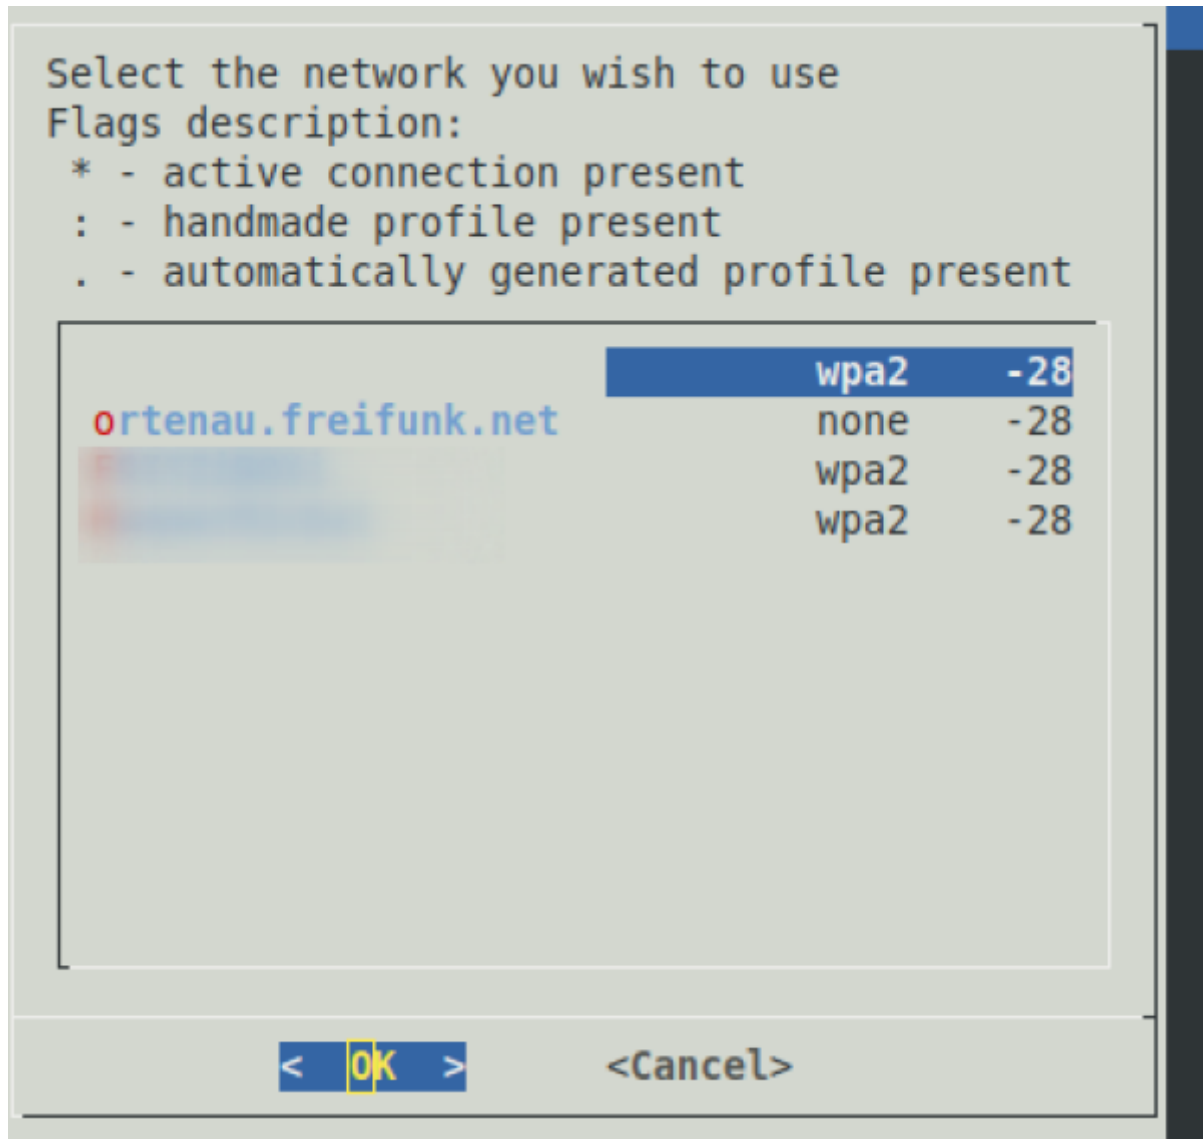 Select the network you wish to use
Flags description:
* - active connection present
: - handmade profile present
. - automatically generated profile present
wpa2 -28
ortenau.freifunk.net none -28
wpa2 -28
wpa2 -28
< OK > <Cancel>